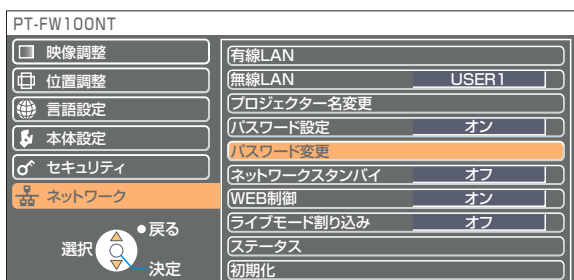 PT-FW100NT
映像調整
位置調整
言語設定
本体設定
セキュリティ
ネットワーク
選択
戻る
決定
有線LAN
無線LAN USER1
プロジェクター名変更
パスワード設定 オン
パスワード変更
ネットワークスタンバイ オフ
WEB制御 オン
ライブモード割り込み オフ
ステータス
初期化